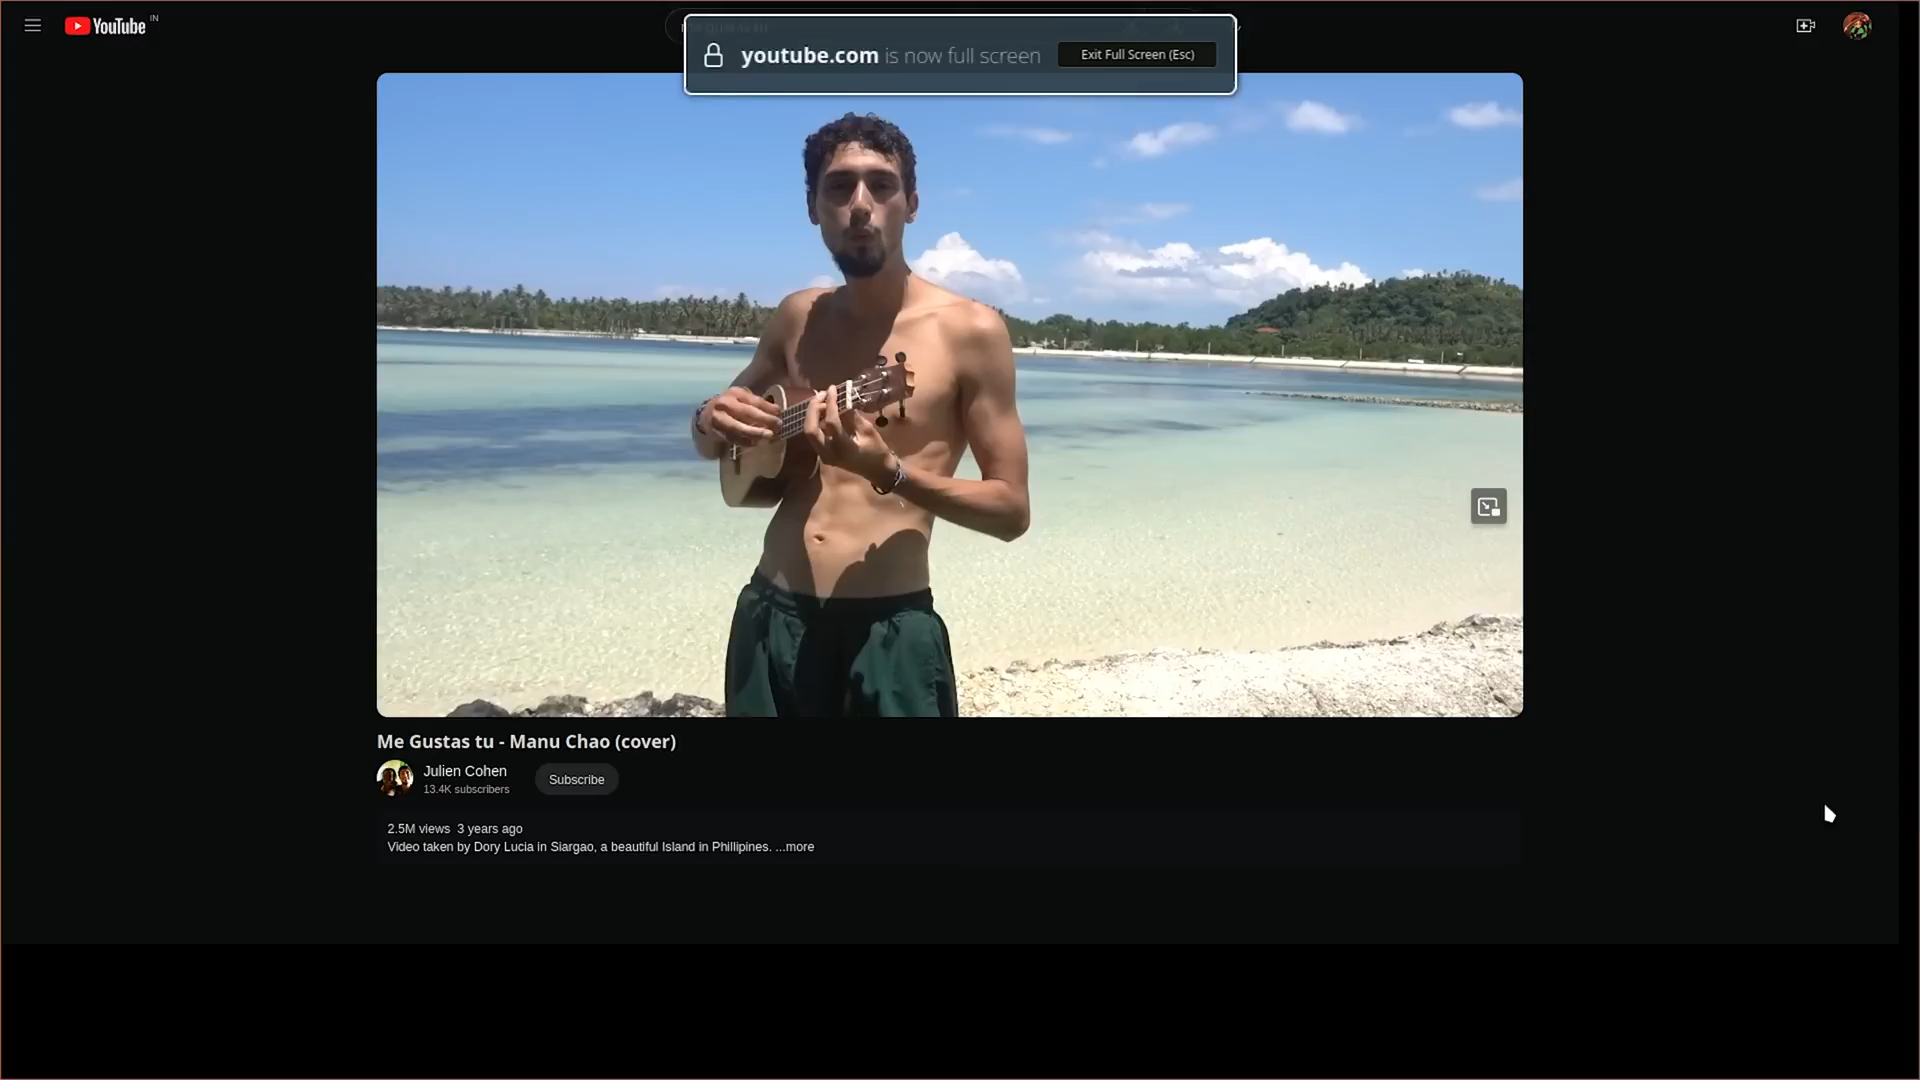 YouTube IN
youtube.com is now full screen
Exit Full Screen (Esc)
Me Gustas tu - Manu Chao (cover)
Julien Cohen
13.4K subscribers
Subscribe
2.5M views 3 years ago
Video taken by Dory Lucia in Siargao, a beautiful Island in Phillipines. ...more